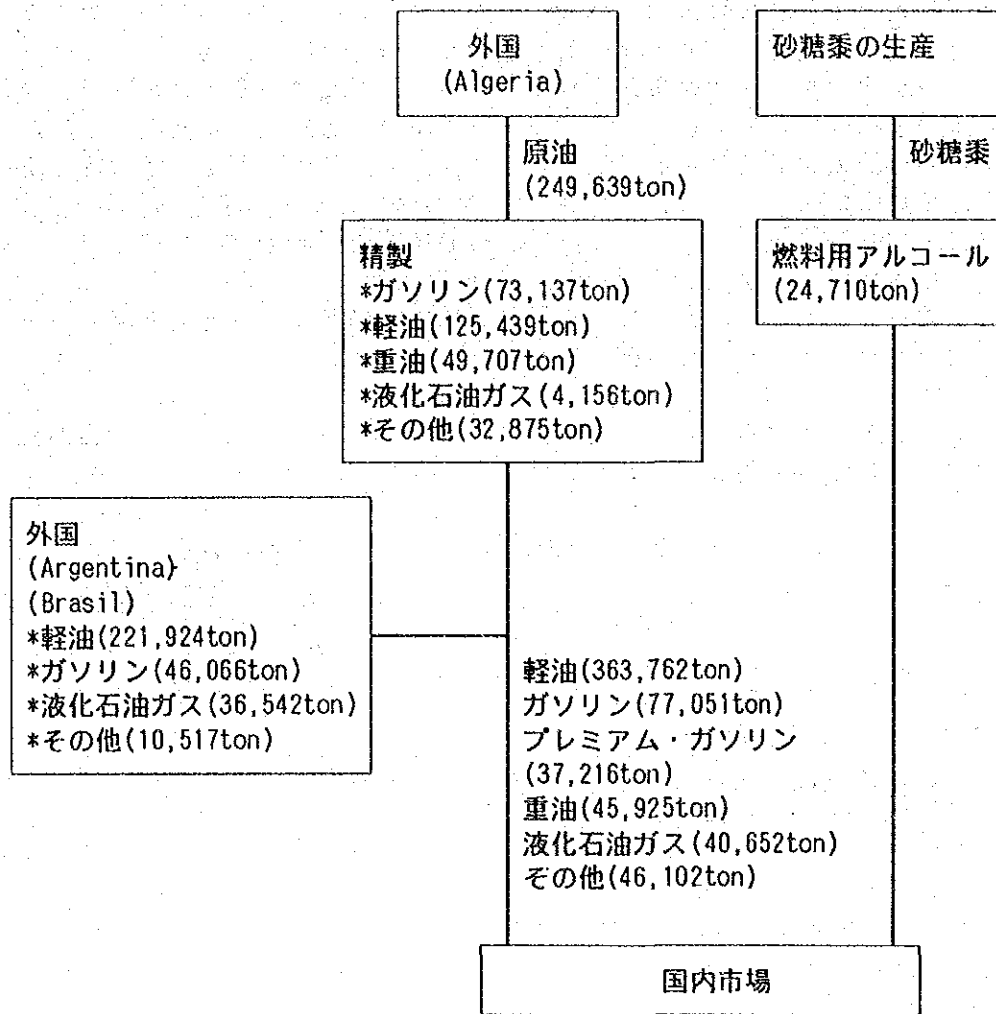 外国
(Algeria)
砂糖黍の生産
原油
(249,639ton)
砂糖黍
精製
*ガソリン(73,137ton)
*軽油(125,439ton)
*重油(49,707ton)
*液化石油ガス(4,156ton)
*その他(32,875ton)
燃料用アルコール
(24,710ton)
外国
(Argentina}
(Brasil)
*軽油(221,924ton)
*ガソリン(46,066ton)
*液化石油ガス(36,542ton)
*その他(10,517ton)
軽油(363,762ton)
ガソリン(77,051ton)
プレミアム・ガソリン
(37,216ton)
重油(45,925ton)
液化石油ガス(40,652ton)
ぞの他(46,102ton)
国内市場